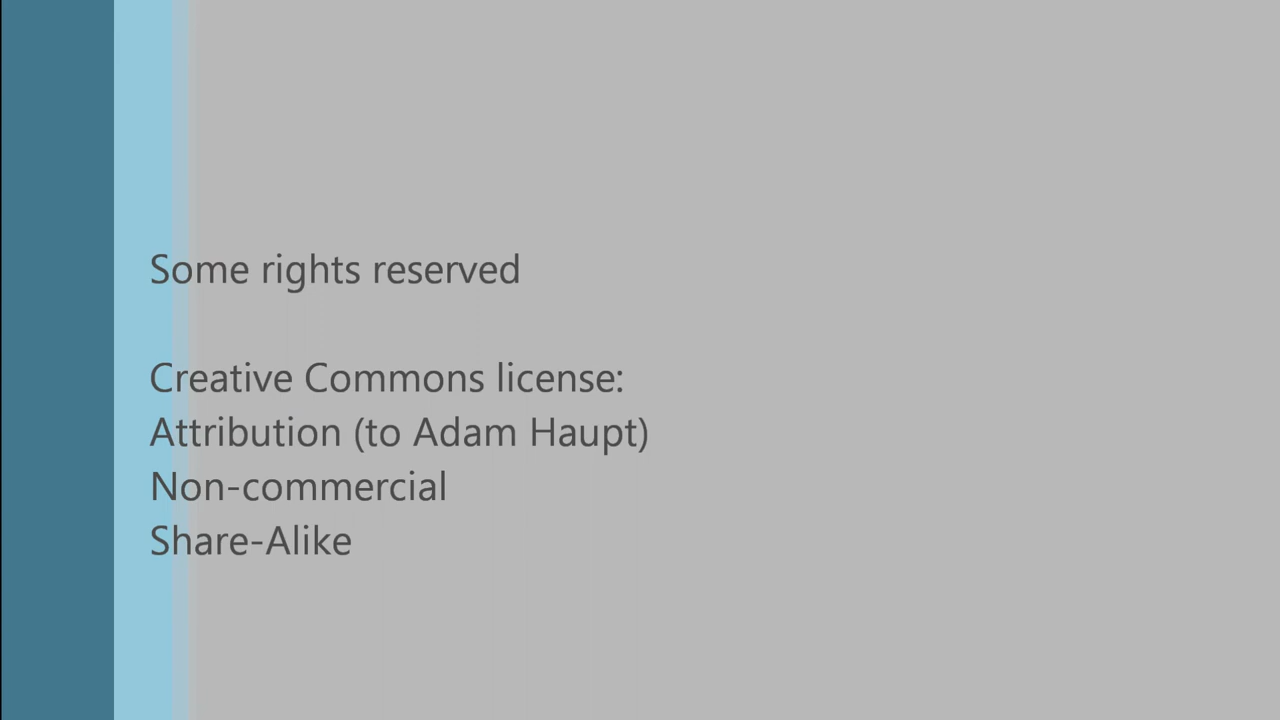 Some rights reserved
Creative Commons license:
Attribution (to Adam Haupt)
Non-commercial
Share-Alike